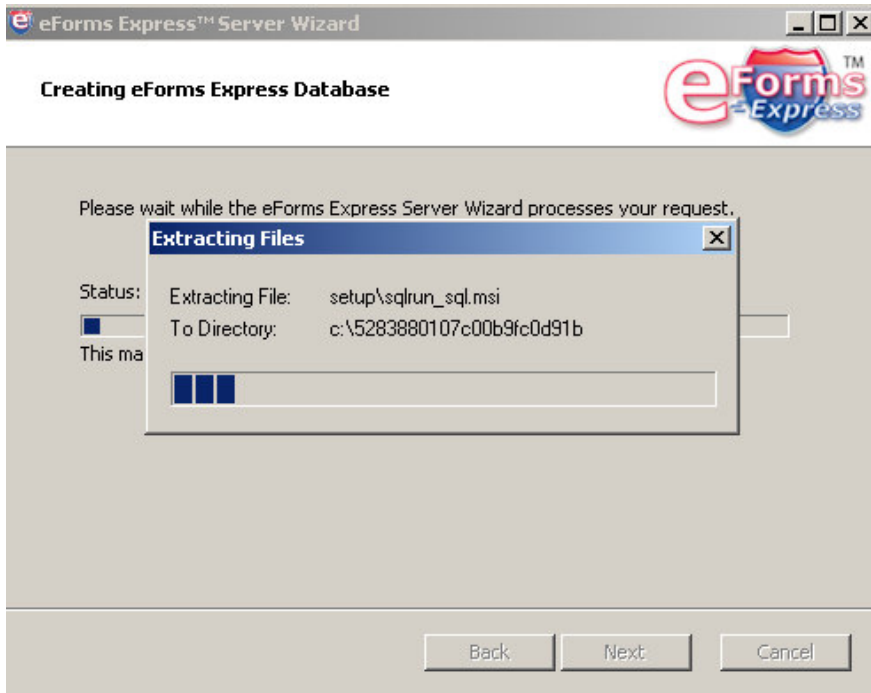 eForms Express™ Server Wizard
Creating eForms Express Database
eForms Express TM
Please wait while the eForms Express Server Wizard processes your request.
Extracting Files
Status:
Extracting File: setup\sqlrun_sql.msi
To Directory: c:\5283880107c00b9fc0d91b
This ma
Back Next Cancel